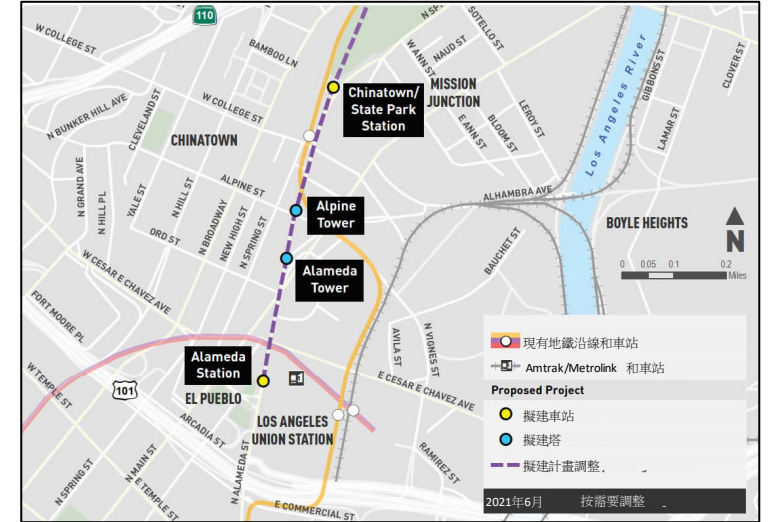 110
N SP
SOTELLO ST
W COLLEGE ST
BAMBOO LN
NAUD ST
W ANN ST
MISSION
JUNCTION
Chinatown/
State Park
Station
CLOVER ST
GIBBONS ST
Los Angeles River
LAMAR ST
N BUNKER HILL AVE
CLEVELAND ST
W COLLEGE ST
CHINATOWN
E ANN ST
BLOOM ST
LEROY ST
N GRAND AVE
N HILL PL
YALE ST
N HILL ST
ALPINE ST
ALHAMBRA AVE
Alpine
Tower
BOYLE HEIGHTS
N
ORD ST
N BROADWAY
NEW HIGH ST
N SPRING ST
BAUCHET ST
0 0.05 0.1 0.2
Miles
Alameda
Tower
W CESAR E CHAVEZ AVE
FORT MOORE PL
AVILA ST
N VIGNES ST
Alameda
Station
現有地鐵沿線和車站
Amtrak/Metrolink 和車站
W TEMPLE ST
101
EL PUEBLO
E CESAR E CHAVEZ AVE
Proposed Project
擬建車站
ARCADIA ST
LOS ANGELES
UNION STATION
擬建塔
N SPRING ST
N MAIN ST
E TEMPLE ST
N ALAMEDA ST
RAMIREZ ST
擬建計畫調整
E COMMERCIAL ST
2021年6月 按需要調整